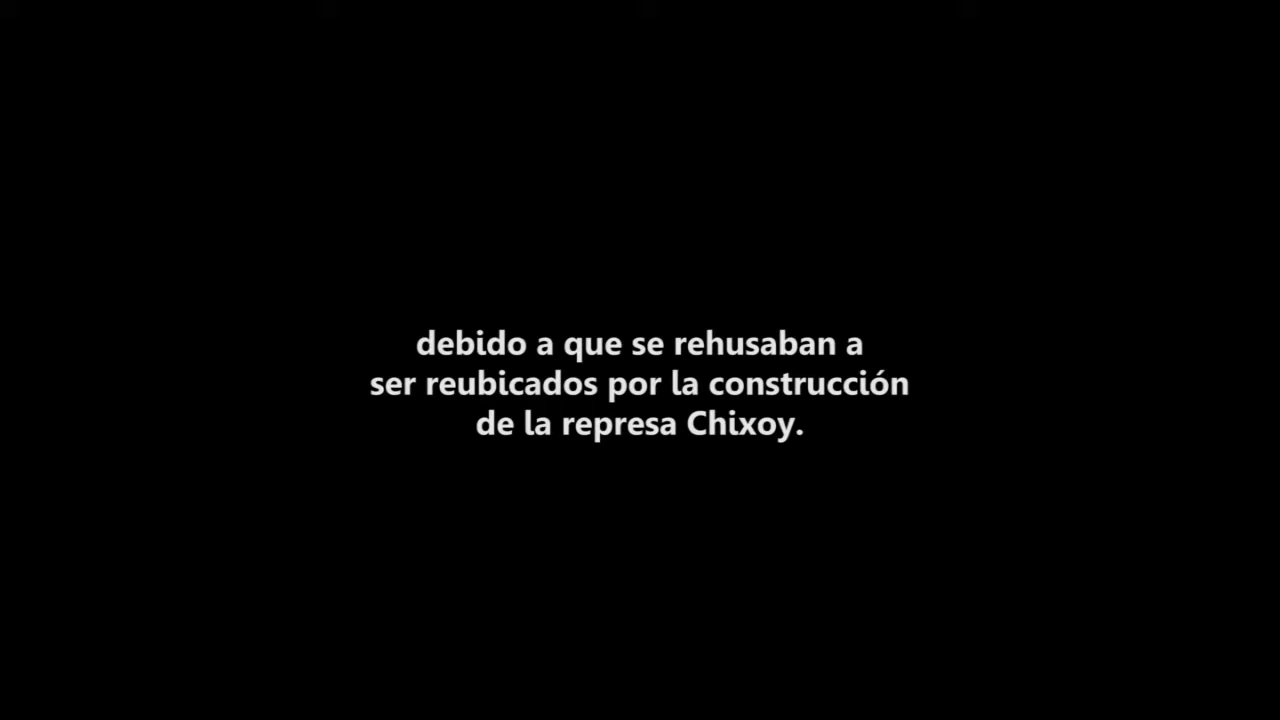 debido a que se rehusaban a
ser reubicados por la construcción
de la represa Chixoy.